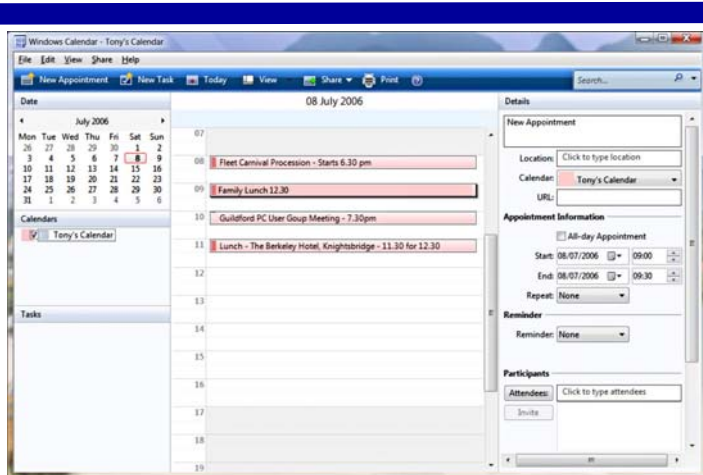 Windows Calendar - Tony's Calendar
File Edit View Share Help
New Appointment New Task Today View Share Print
Search...
Date
July 2006
Mon Tue Wed Thu Fri Sat Sun
26 27 28 29 30 1 2
3 4 5 6 7 8 9
10 11 12 13 14 15 16
17 18 19 20 21 22 23
24 25 26 27 28 29 30
31 1 2 3 4 5 6
Calendars
Tony's Calendar
Tasks
08 July 2006
07
08 Fleet Carnival Procession - Starts 6.30 pm
09 Family Lunch 12.30
10 Guildford PC User Goup Meeting - 7.30pm
11 Lunch - The Berkeley Hotel, Knightsbridge - 11.30 for 12.30
12
13
14
15
16
17
18
19
Details
New Appointment
Location: Click to type location
Calendar: Tony's Calendar
URL:
Appointment Information
All-day Appointment
Start: 08/07/2006 09:00
End: 08/07/2006 09:30
Repeat: None
Reminder
Reminder: None
Participants
Attendees: Click to type attendees
Invite